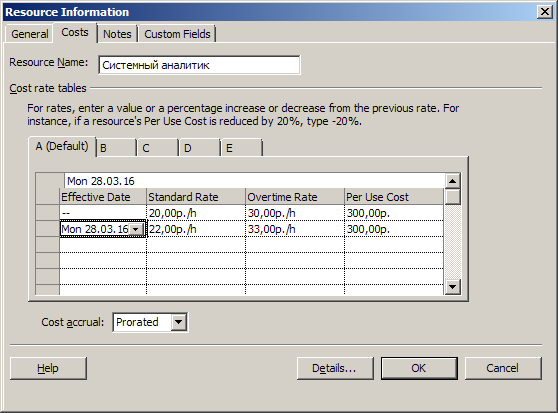 Resource Information
General Costs Notes Custom Fields
Resource Name: Системный аналитик
Cost rate tables
For rates, enter a value or a percentage increase or decrease from the previous rate. For
instance, if a resource's Per Use Cost is reduced by 20%, type -20%.
A (Default) B C D E
Mon 28.03.16
Effective Date Standard Rate Overtime Rate Per Use Cost
-- 20,00р./h 30,00р./h 300,00р.
Mon 28.03.16 22,00р./h 33,00р./h 300,00р.
Cost accrual: Prorated
Help Details... OK Cancel